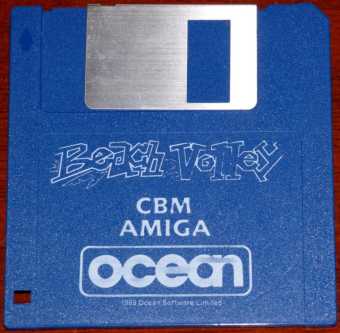 Beach Volley
CBM
AMIGA
ocean
1989 Ocean Software Limited